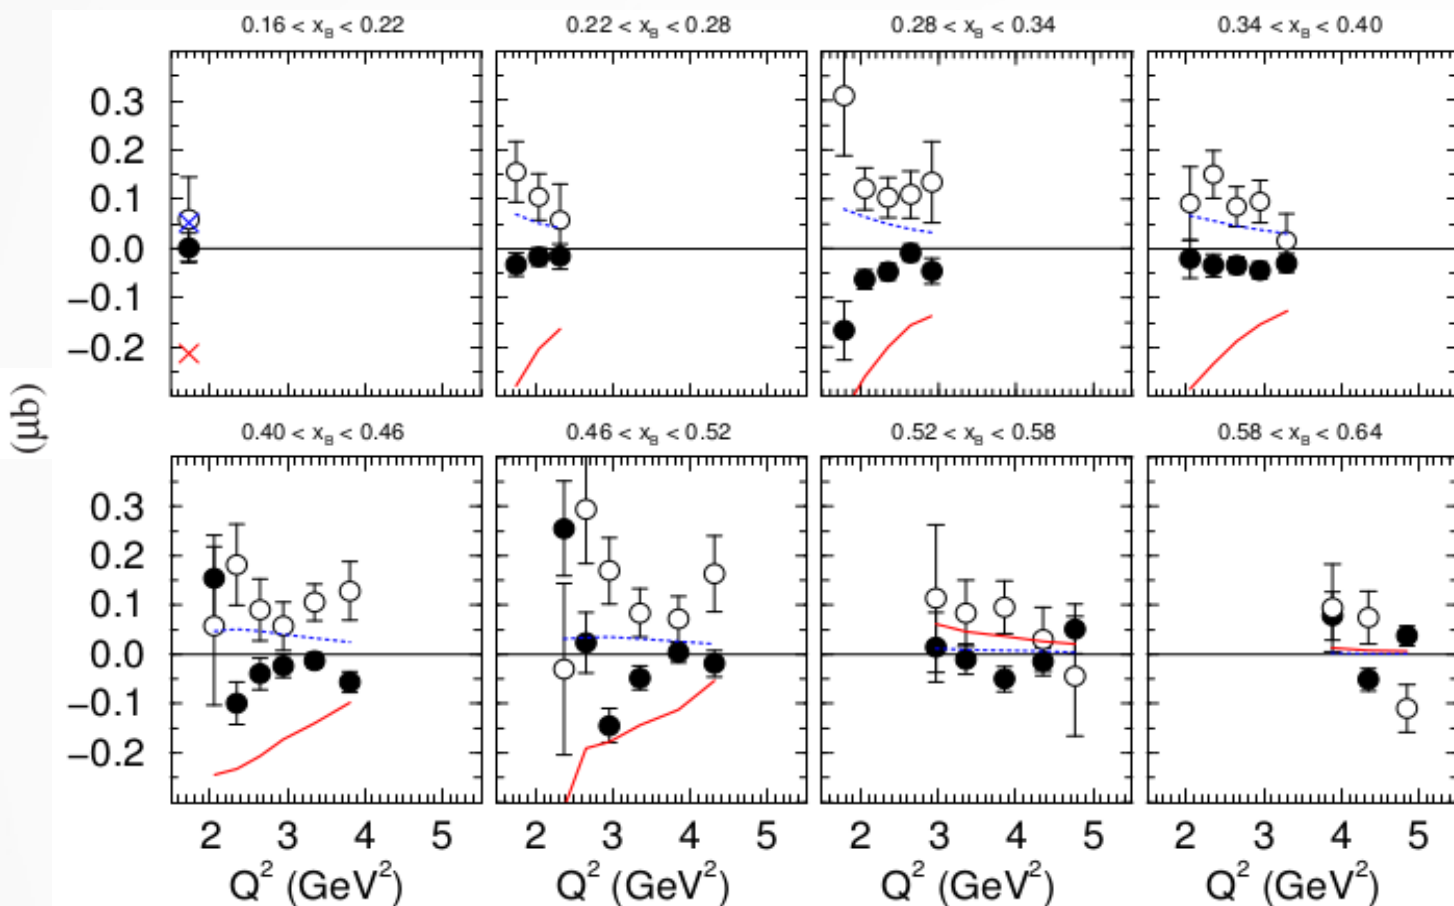 0.16 < x_B < 0.22 0.22 < x_B < 0.28 0.28 < x_B < 0.34 0.34 < x_B < 0.40
0.3
0.2
0.1
0.0
−0.1
−0.2
(μb)
0.40 < x_B < 0.46 0.46 < x_B < 0.52 0.52 < x_B < 0.58 0.58 < x_B < 0.64
0.3
0.2
0.1
0.0
−0.1
−0.2
2 3 4 5 2 3 4 5 2 3 4 5 2 3 4 5
Q² (GeV²) Q² (GeV²) Q² (GeV²) Q² (GeV²)